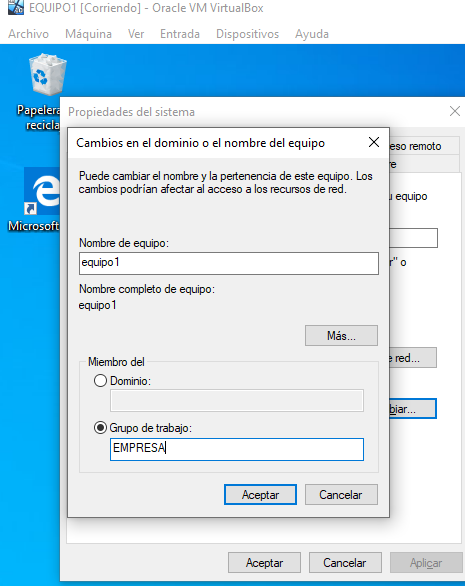 EQUIPO1 [Corriendo] - Oracle VM VirtualBox
Archivo Máquina Ver Entrada Dispositivos Ayuda
Papelera
recicla
Microsoft
Propiedades del sistema
Cambios en el dominio o el nombre del equipo
Puede cambiar el nombre y la pertenencia de este equipo. Los
cambios podrían afectar al acceso a los recursos de red.
Nombre de equipo:
equipo1
Nombre completo de equipo:
equipo1
Más...
Miembro del
Dominio:
Grupo de trabajo:
EMPRESA
Aceptar Cancelar
eso remoto
re
u equipo
r" o
e red...
biar...
Aceptar Cancelar Aplicar